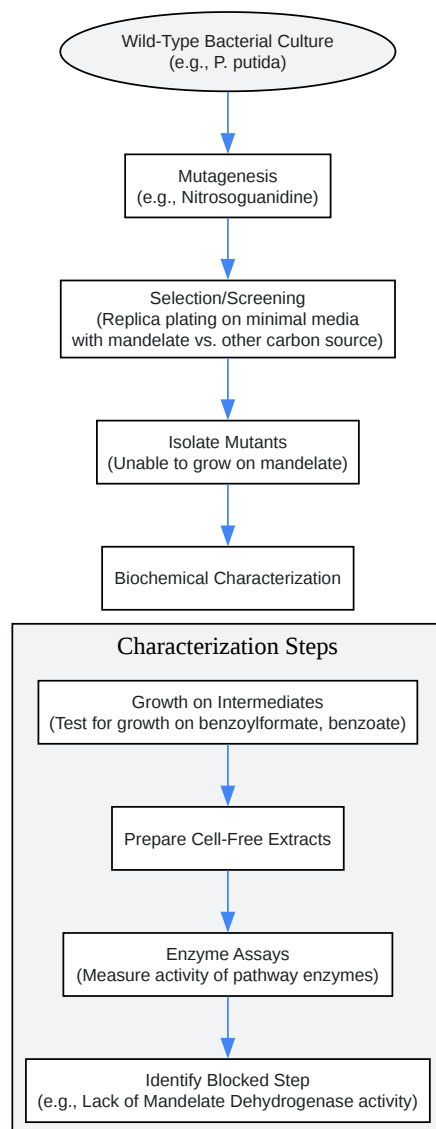 Wild-Type Bacterial Culture
(e.g., P. putida)
Mutagenesis
(e.g., Nitrosoguanidine)
Selection/Screening
(Replica plating on minimal media
with mandelate vs. other carbon source)
Isolate Mutants
(Unable to grow on mandelate)
Biochemical Characterization
Characterization Steps
Growth on Intermediates
(Test for growth on benzoylformate, benzoate)
Prepare Cell-Free Extracts
Enzyme Assays
(Measure activity of pathway enzymes)
Identify Blocked Step
(e.g., Lack of Mandelate Dehydrogenase activity)